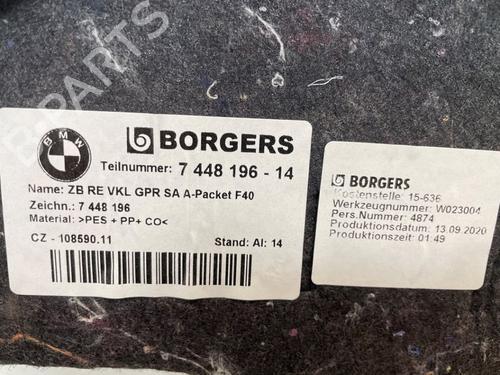 BMW
BORGERS
Teilnummer: 7 448 196 - 14
Name: ZB RE VKL GPR SA A-Packet F40
Zeichn.: 7 448 196
Material: >PES + PP+ CO<
CZ - 108590.11
Stand: AI: 14
BORGERS
Kostenstelle: 15-636
Werkzeugnummer: W023004
Pers.Nummer: 4874
Produktionsdatum: 13.09.2020
Produktionszeit: 01:49
B-PARTS